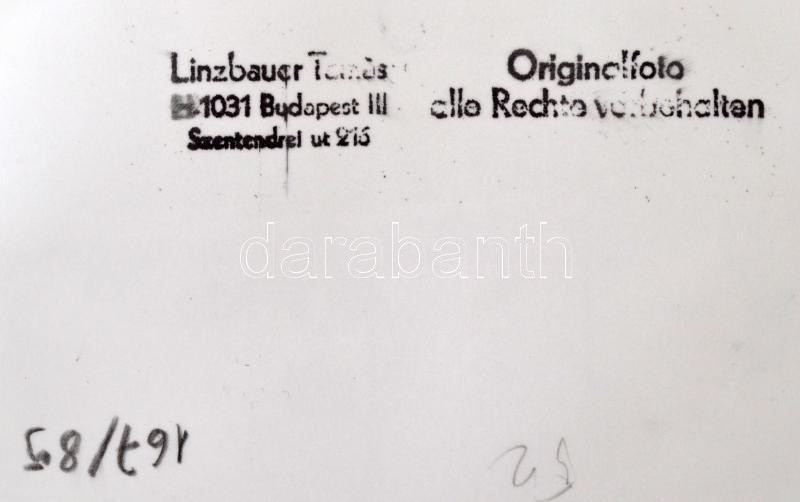 Linzbauer Tamás
H-1031 Budapest III
Szentendrei ut 215
Originalfoto
alle Rechte vorbehalten
darabanth
167/85